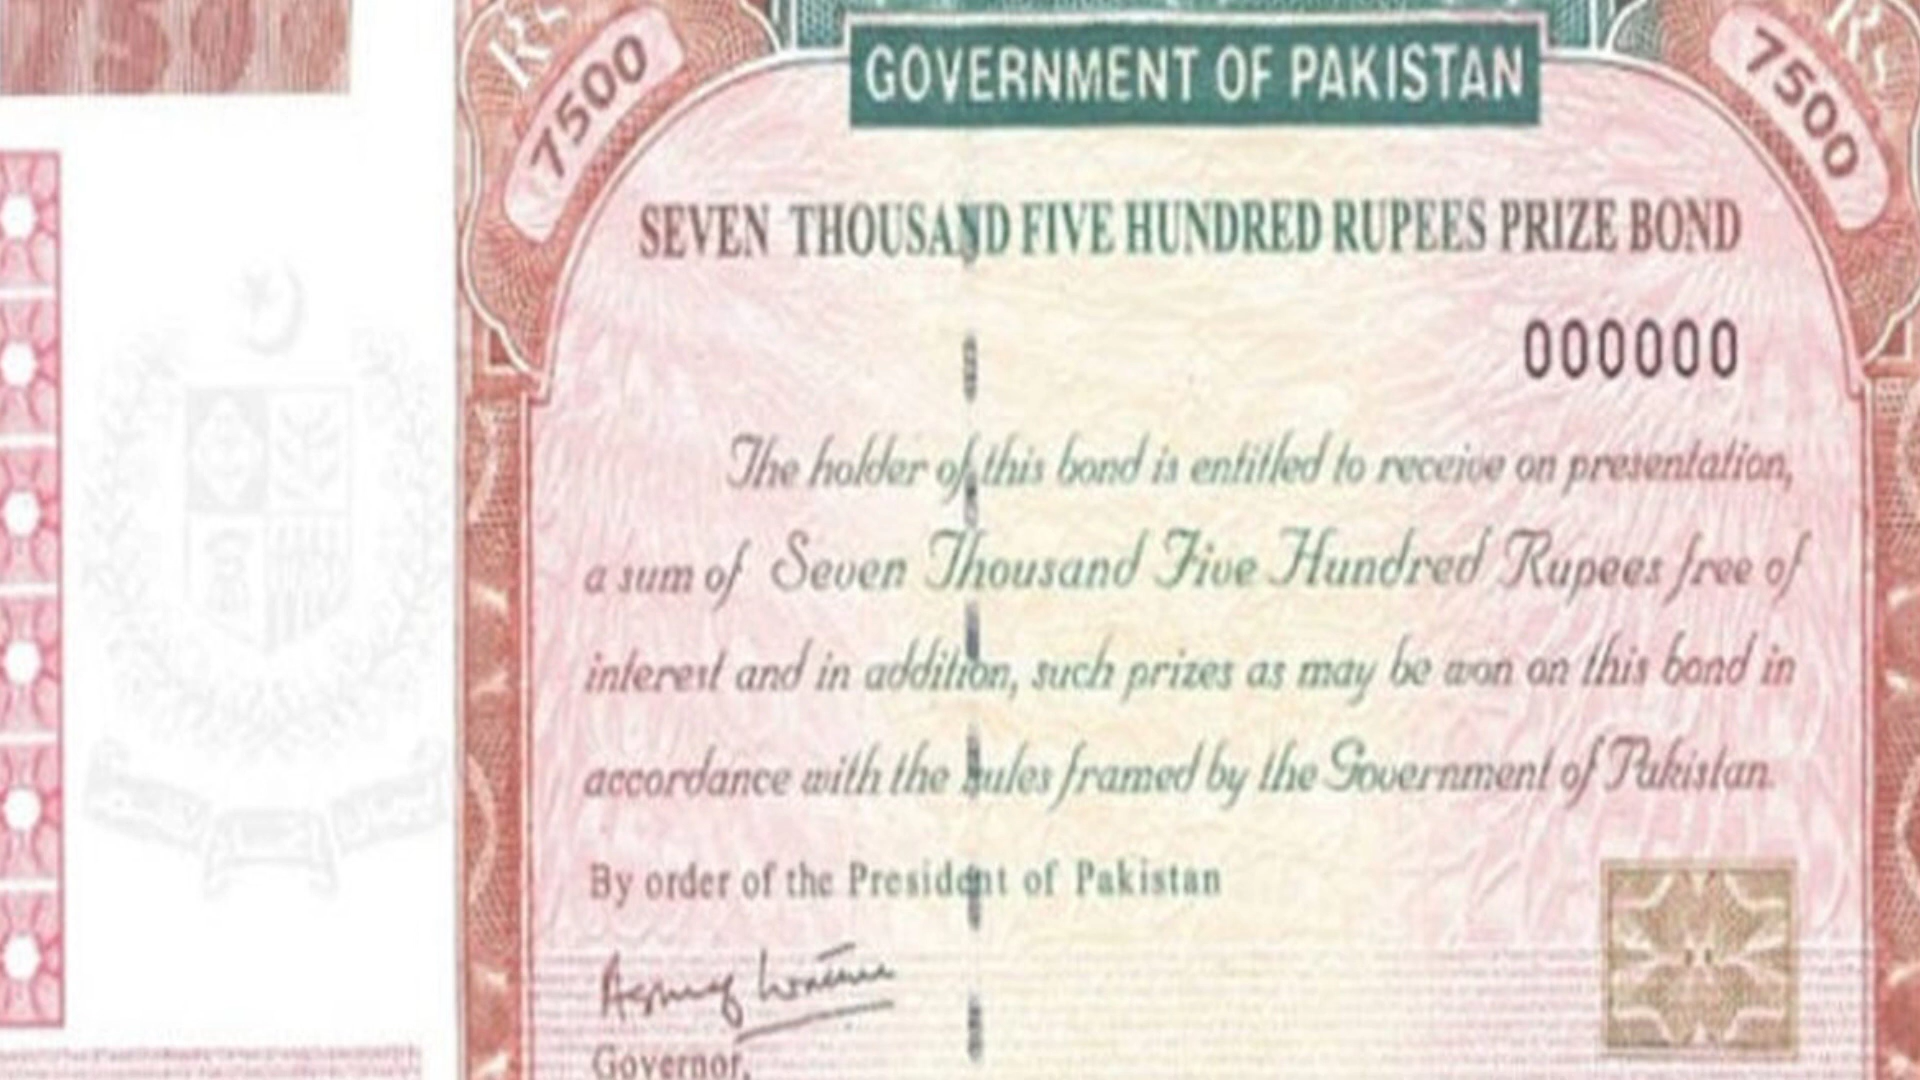 7500
Rs
7500
GOVERNMENT OF PAKISTAN
Rs
7500
SEVEN THOUSAND FIVE HUNDRED RUPEES PRIZE BOND
000000
The holder of this bond is entitled to receive on presentation,
a sum of Seven Thousand Five Hundred Rupees free of
interest and in addition, such prizes as may be won on this bond in
accordance with the rules framed by the Government of Pakistan.
By order of the President of Pakistan
Governor,